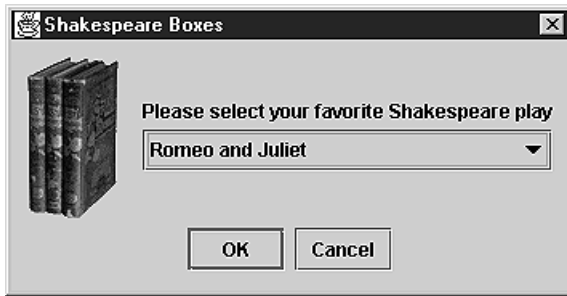 Shakespeare Boxes
Please select your favorite Shakespeare play
Romeo and Juliet
OK
Cancel